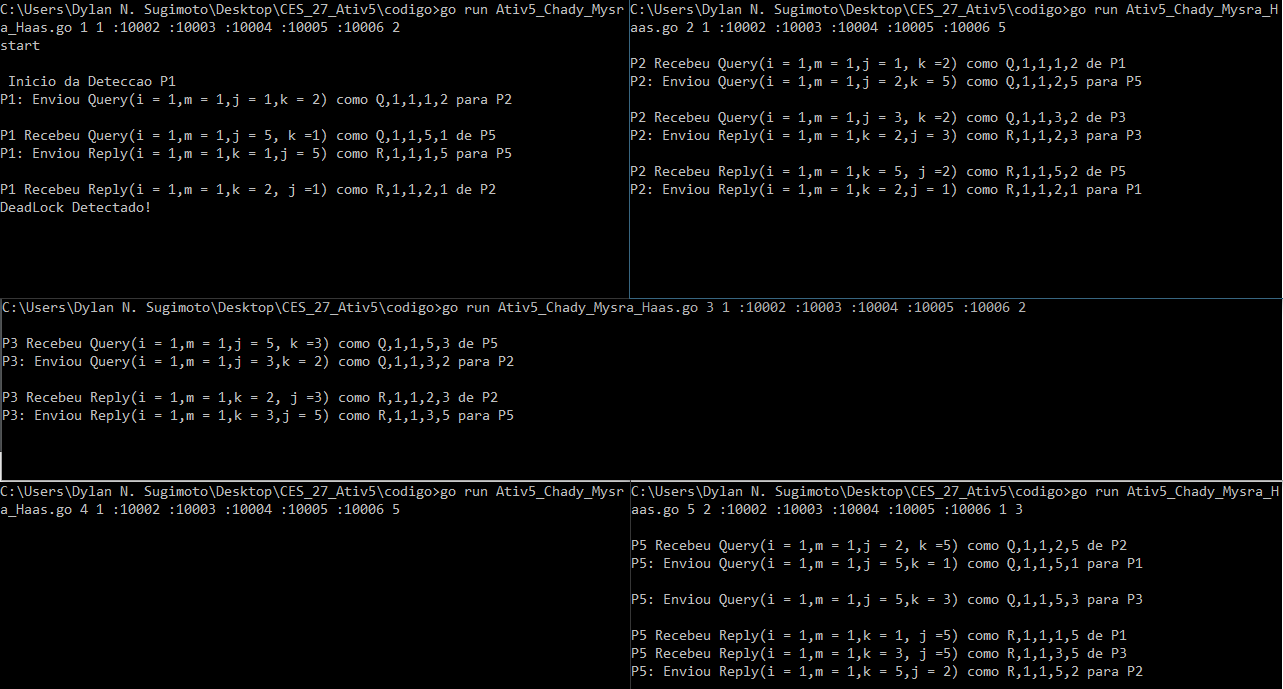 C:\Users\Dylan N. Sugimoto\Desktop\CES_27_Ativ5\codigo>go run Ativ5_Chady_Mysr
a_Haas.go 1 1 :10002 :10003 :10004 :10005 :10006 2
start
 Inicio da Deteccao P1
P1: Enviou Query(i = 1,m = 1,j = 1,k = 2) como Q,1,1,1,2 para P2
P1 Recebeu Query(i = 1,m = 1,j = 5, k =1) como Q,1,1,5,1 de P5
P1: Enviou Reply(i = 1,m = 1,k = 1,j = 5) como R,1,1,1,5 para P5
P1 Recebeu Reply(i = 1,m = 1,k = 2, j =1) como R,1,1,2,1 de P2
DeadLock Detectado!
C:\Users\Dylan N. Sugimoto\Desktop\CES_27_Ativ5\codigo>go run Ativ5_Chady_Mysra_H
aas.go 2 1 :10002 :10003 :10004 :10005 :10006 5
P2 Recebeu Query(i = 1,m = 1,j = 1, k =2) como Q,1,1,1,2 de P1
P2: Enviou Query(i = 1,m = 1,j = 2,k = 5) como Q,1,1,2,5 para P5
P2 Recebeu Query(i = 1,m = 1,j = 3, k =2) como Q,1,1,3,2 de P3
P2: Enviou Reply(i = 1,m = 1,k = 2,j = 3) como R,1,1,2,3 para P3
P2 Recebeu Reply(i = 1,m = 1,k = 5, j =2) como R,1,1,5,2 de P5
P2: Enviou Reply(i = 1,m = 1,k = 2,j = 1) como R,1,1,2,1 para P1
C:\Users\Dylan N. Sugimoto\Desktop\CES_27_Ativ5\codigo>go run Ativ5_Chady_Mysra_Haas.go 3 1 :10002 :10003 :10004 :10005 :10006 2
P3 Recebeu Query(i = 1,m = 1,j = 5, k =3) como Q,1,1,5,3 de P5
P3: Enviou Query(i = 1,m = 1,j = 3,k = 2) como Q,1,1,3,2 para P2
P3 Recebeu Reply(i = 1,m = 1,k = 2, j =3) como R,1,1,2,3 de P2
P3: Enviou Reply(i = 1,m = 1,k = 3,j = 5) como R,1,1,3,5 para P5
C:\Users\Dylan N. Sugimoto\Desktop\CES_27_Ativ5\codigo>go run Ativ5_Chady_Mysr
a_Haas.go 4 1 :10002 :10003 :10004 :10005 :10006 5
C:\Users\Dylan N. Sugimoto\Desktop\CES_27_Ativ5\codigo>go run Ativ5_Chady_Mysra_H
aas.go 5 2 :10002 :10003 :10004 :10005 :10006 1 3
P5 Recebeu Query(i = 1,m = 1,j = 2, k =5) como Q,1,1,2,5 de P2
P5: Enviou Query(i = 1,m = 1,j = 5,k = 1) como Q,1,1,5,1 para P1
P5: Enviou Query(i = 1,m = 1,j = 5,k = 3) como Q,1,1,5,3 para P3
P5 Recebeu Reply(i = 1,m = 1,k = 1, j =5) como R,1,1,1,5 de P1
P5 Recebeu Reply(i = 1,m = 1,k = 3, j =5) como R,1,1,3,5 de P3
P5: Enviou Reply(i = 1,m = 1,k = 5,j = 2) como R,1,1,5,2 para P2